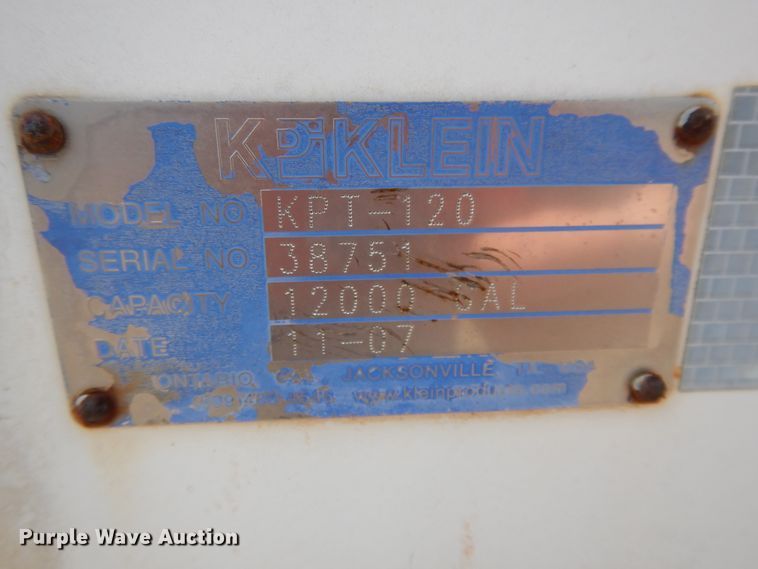 KPI KLEIN
MODEL NO. KPT-120
SERIAL NO. 38751
CAPACITY 12000 GAL
DATE 11-07
ONTARIO, CA. JACKSONVILLE
www.kleinproducts.com
Purple Wave Auction